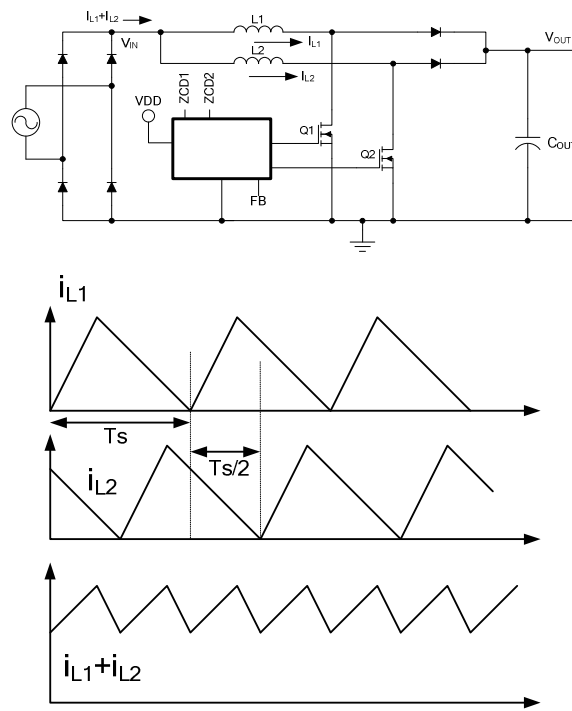 IL1+IL2
VIN
L1
IL1
L2
IL2
VOUT
ZCD1
ZCD2
VDD
Q1
Q2
FB
COUT
iL1
Ts
Ts/2
iL2
iL1+iL2